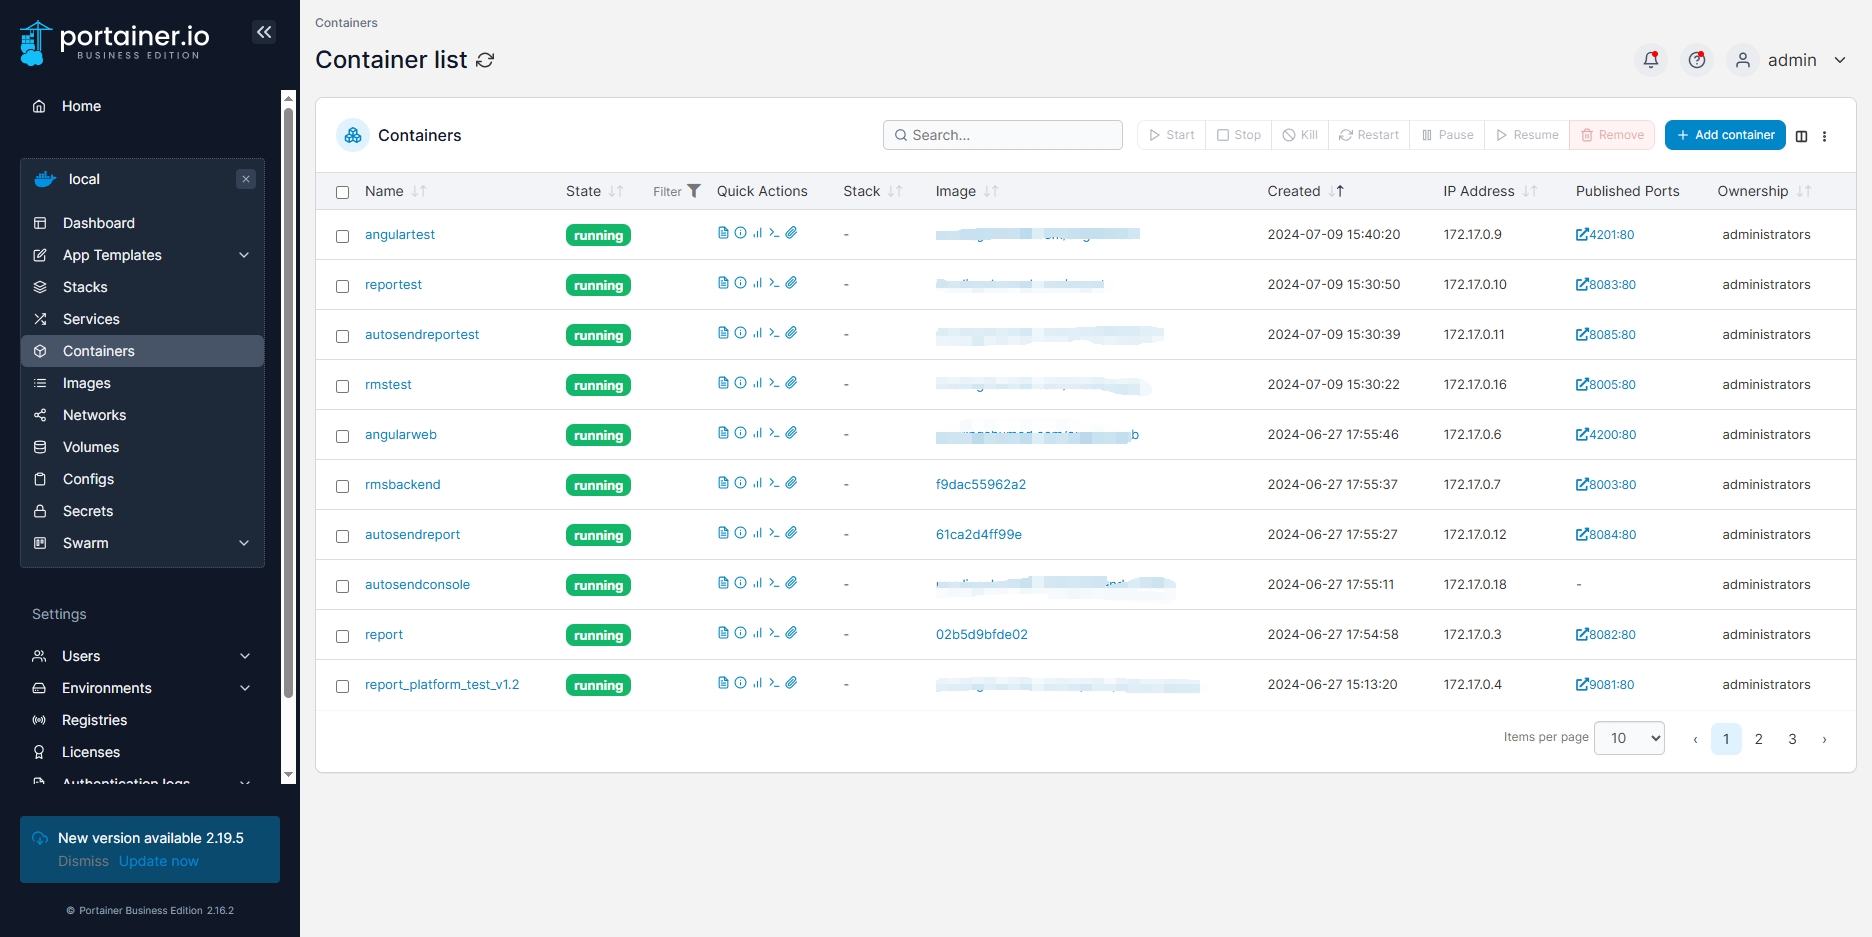 portainer.io
BUSINESS EDITION
Home
local
Dashboard
App Templates
Stacks
Services
Containers
Images
Networks
Volumes
Configs
Secrets
Swarm
Settings
Users
Environments
Registries
Licenses
Authentication logs
New version available 2.19.5
Dismiss Update now
© Portainer Business Edition 2.16.2
Containers
Container list
admin
Containers
Search...
Start Stop Kill Restart Pause Resume Remove + Add container
Name State Filter Quick Actions Stack Image Created IP Address Published Ports Ownership
angulartest running - 2024-07-09 15:40:20 172.17.0.9 4201:80 administrators
reportest running - 2024-07-09 15:30:50 172.17.0.10 8083:80 administrators
autosendreportest running - 2024-07-09 15:30:39 172.17.0.11 8085:80 administrators
rmstest running - 2024-07-09 15:30:22 172.17.0.16 8005:80 administrators
angularweb running - 2024-06-27 17:55:46 172.17.0.6 4200:80 administrators
rmsbackend running - f9dac55962a2 2024-06-27 17:55:37 172.17.0.7 8003:80 administrators
autosendreport running - 61ca2d4ff99e 2024-06-27 17:55:27 172.17.0.12 8084:80 administrators
autosendconsole running - 2024-06-27 17:55:11 172.17.0.18 - administrators
report running - 02b5d9bfde02 2024-06-27 17:54:58 172.17.0.3 8082:80 administrators
report_platform_test_v1.2 running - 2024-06-27 15:13:20 172.17.0.4 9081:80 administrators
Items per page 10 ‹ 1 2 3 ›